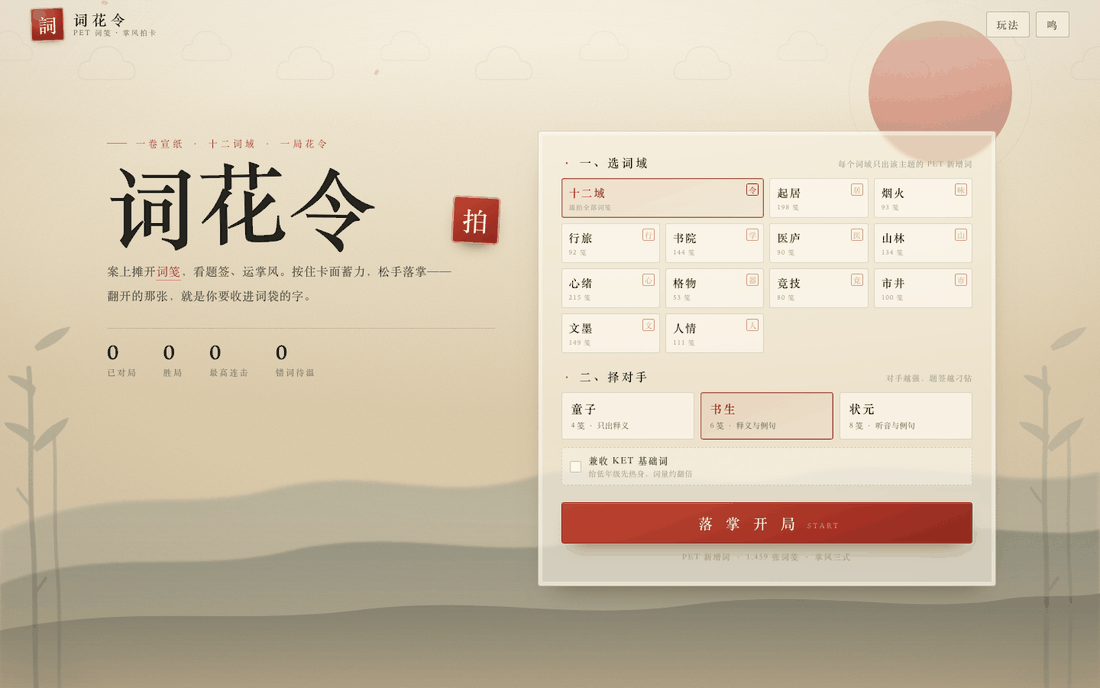 詞
词花令
PET 词笺 · 掌风拍卡
玩法
鸣
一卷宣纸 · 十二词域 · 一局花令
词花令
拍
案上摊开词笺，看题签、运掌风。按住卡面蓄力，松手落掌——
翻开的那张，就是你要收进词袋的字。
0
已对局
0
胜局
0
最高连击
0
错词待温
· 一、选词域
每个词域只出该主题的 PET 新增词
十二域
令
通拍全部词笺
起居
居
198 笺
烟火
味
93 笺
行旅
行
92 笺
书院
学
144 笺
医庐
医
90 笺
山林
山
134 笺
心绪
心
215 笺
格物
器
53 笺
竞技
竞
80 笺
市井
市
100 笺
文墨
文
149 笺
人情
人
111 笺
· 二、择对手
对手越强，题签越刁钻
童子
4 笺 · 只出释义
书生
6 笺 · 释义与例句
状元
8 笺 · 听音与例句
兼收 KET 基础词
给低年级先热身，词量约翻倍
落掌开局 START
PET 新增词 · 1,459 张词笺 · 掌风三式